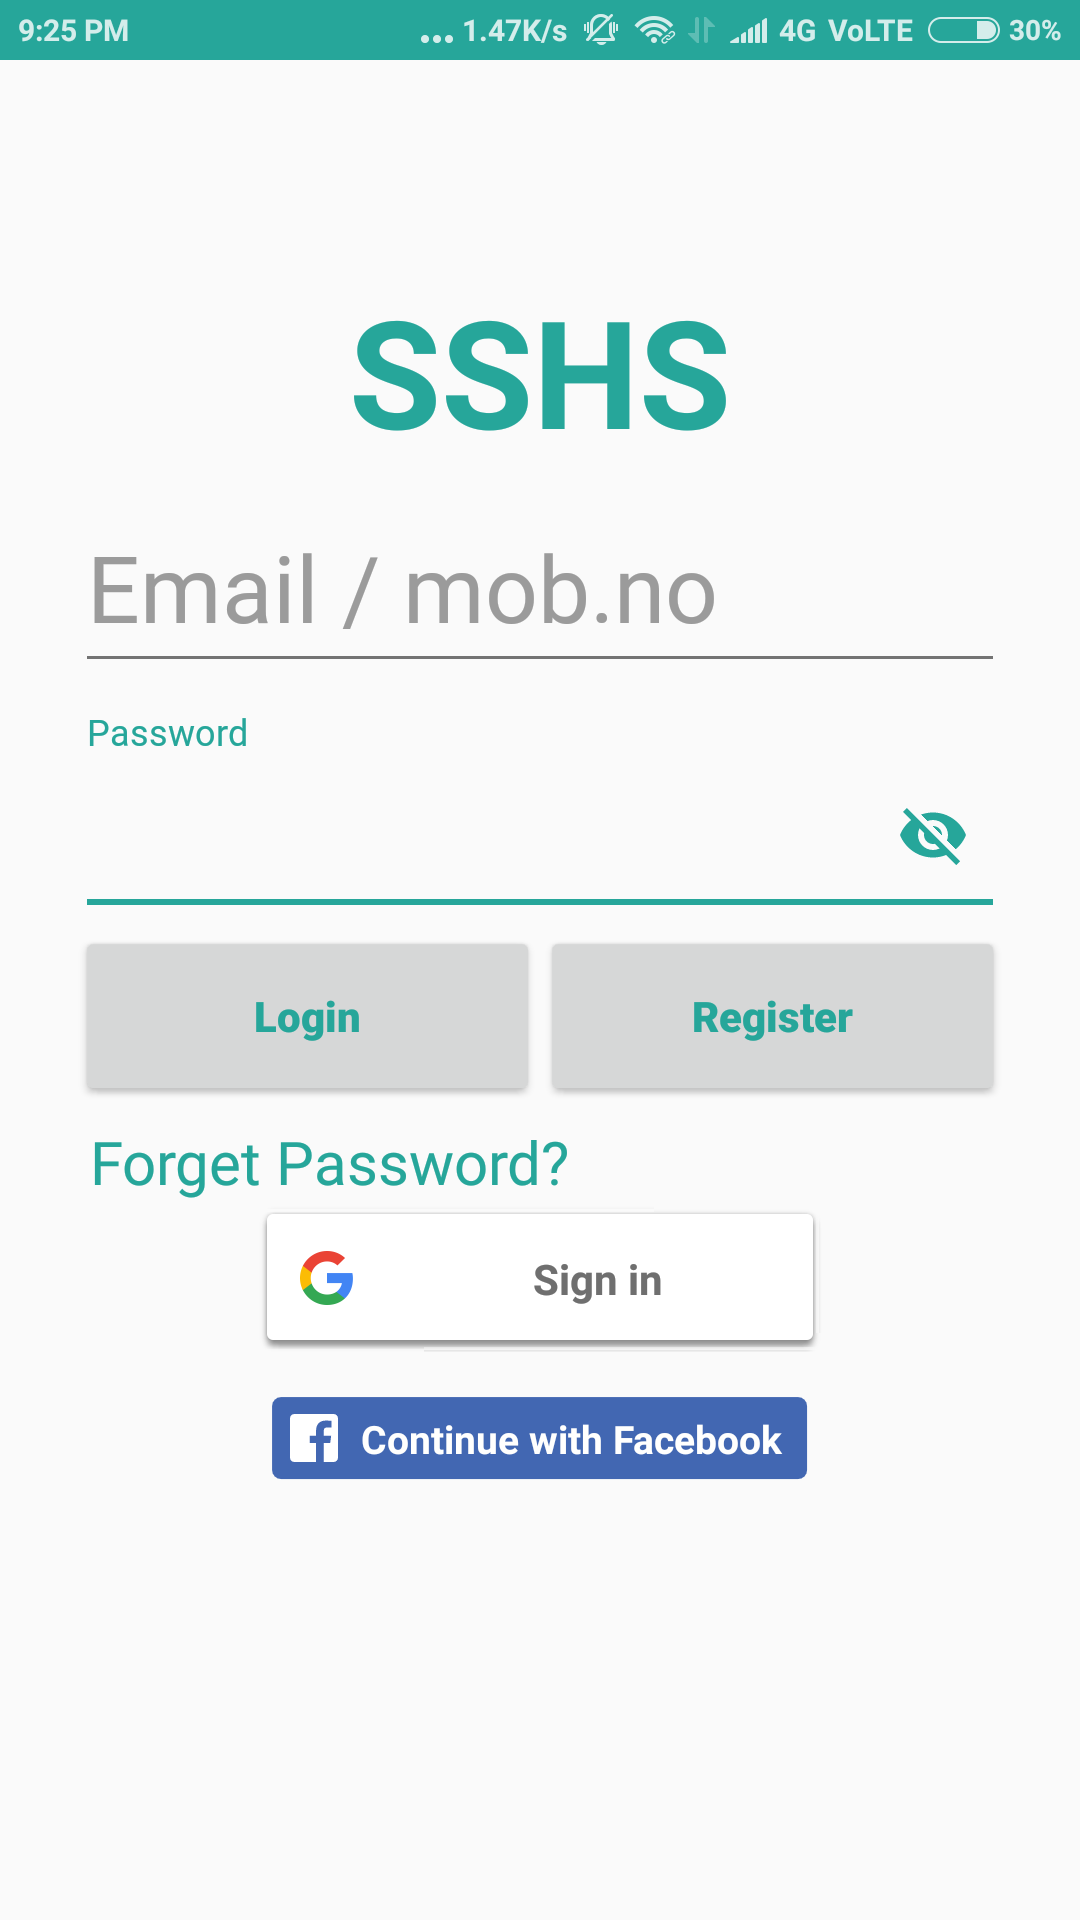 9:25 PM ... 1.47K/s 4G VoLTE 30%
SSHS
Email / mob.no
Password
Login Register
Forget Password?
Sign in
Continue with Facebook